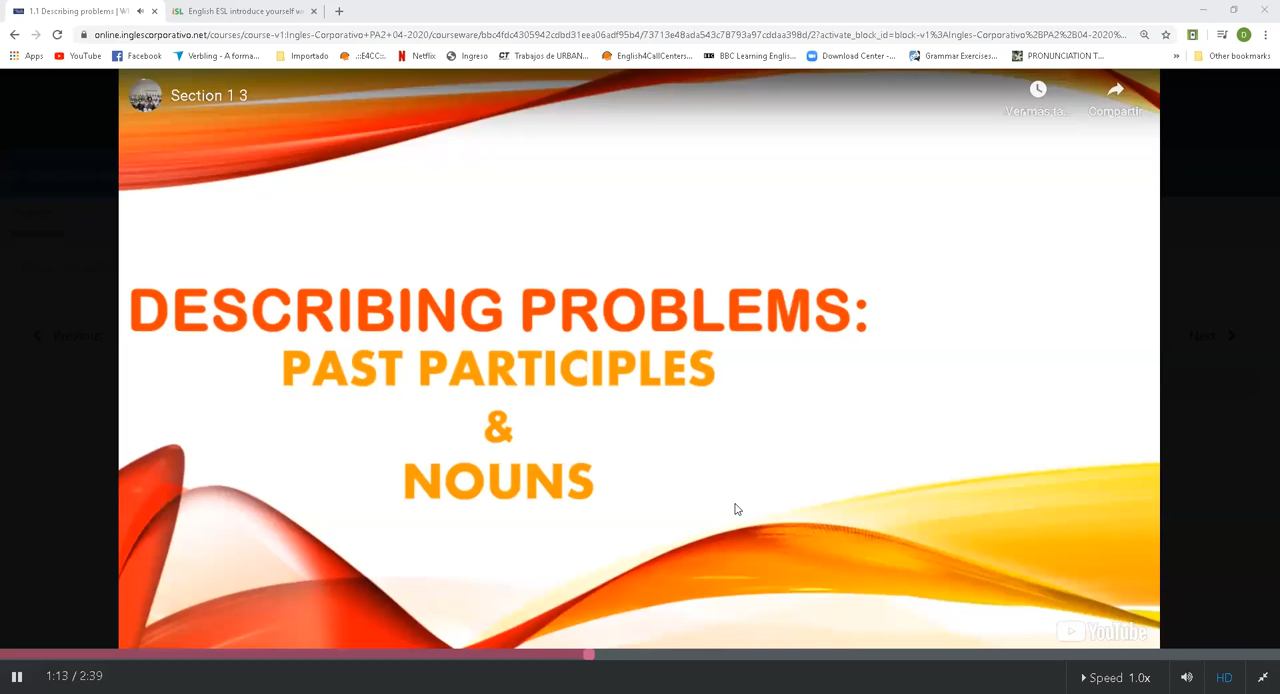 1.1 Describing problems | W
English ESL introduce yourself w
online.inglescorporativo.net/courses/course-v1:Ingles-Corporativo+PA2+04-2020/courseware/bbc4fdc4305942cdbd31eea06adf95b4/73713e48ada543c78793a97cddaa398d/2?activate_block_id=block-v1%3AIngles-Corporativo%2BPA2%2B04-2020%...
Apps YouTube Facebook Verbling - A forma... Importado .::E4CC::. Netflix Ingreso Trabajos de URBAN... English4CallCenters... BBC Learning Englis... Download Center -... Grammar Exercises... PRONUNCIATION T... » Other bookmarks
Section 1 3
Ver más ta... Compartir
DESCRIBING PROBLEMS:
PAST PARTICIPLES
&
NOUNS
Previous Next
YouTube
1:13 / 2:39 Speed 1.0x HD